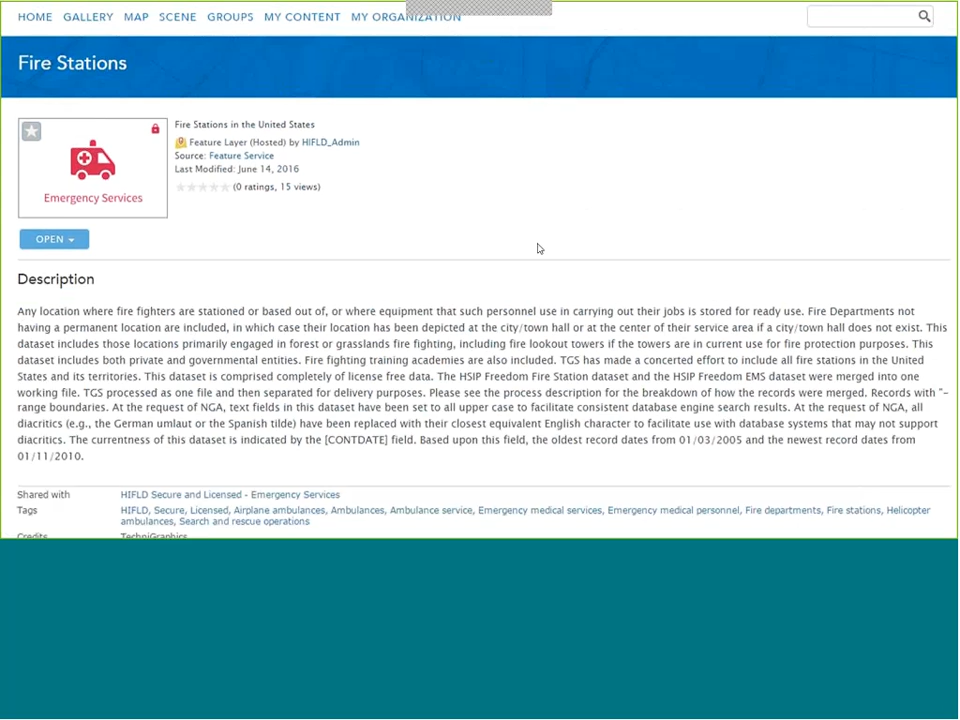 HOME GALLERY MAP SCENE GROUPS MY CONTENT MY ORGANIZATION
Fire Stations
Emergency Services
Fire Stations in the United States
Feature Layer (Hosted) by HIFLD_Admin
Source: Feature Service
Last Modified: June 14, 2016
(0 ratings, 15 views)
OPEN
Description
Any location where fire fighters are stationed or based out of, or where equipment that such personnel use in carrying out their jobs is stored for ready use. Fire Departments not
having a permanent location are included, in which case their location has been depicted at the city/town hall or at the center of their service area if a city/town hall does not exist. This
dataset includes those locations primarily engaged in forest or grasslands fire fighting, including fire lookout towers if the towers are in current use for fire protection purposes. This
dataset includes both private and governmental entities. Fire fighting training academies are also included. TGS has made a concerted effort to include all fire stations in the United
States and its territories. This dataset is comprised completely of license free data. The HSIP Freedom Fire Station dataset and the HSIP Freedom EMS dataset were merged into one
working file. TGS processed as one file and then separated for delivery purposes. Please see the process description for the breakdown of how the records were merged. Records with "-
range boundaries. At the request of NGA, text fields in this dataset have been set to all upper case to facilitate consistent database engine search results. At the request of NGA, all
diacritics (e.g., the German umlaut or the Spanish tilde) have been replaced with their closest equivalent English character to facilitate use with database systems that may not support
diacritics. The currentness of this dataset is indicated by the [CONTDATE] field. Based upon this field, the oldest record dates from 01/03/2005 and the newest record dates from
01/11/2010.
Shared with HIFLD Secure and Licensed - Emergency Services
Tags HIFLD, Secure, Licensed, Airplane ambulances, Ambulances, Ambulance service, Emergency medical services, Emergency medical personnel, Fire departments, Fire stations, Helicopter
ambulances, Search and rescue operations
Credits TechniGraphics